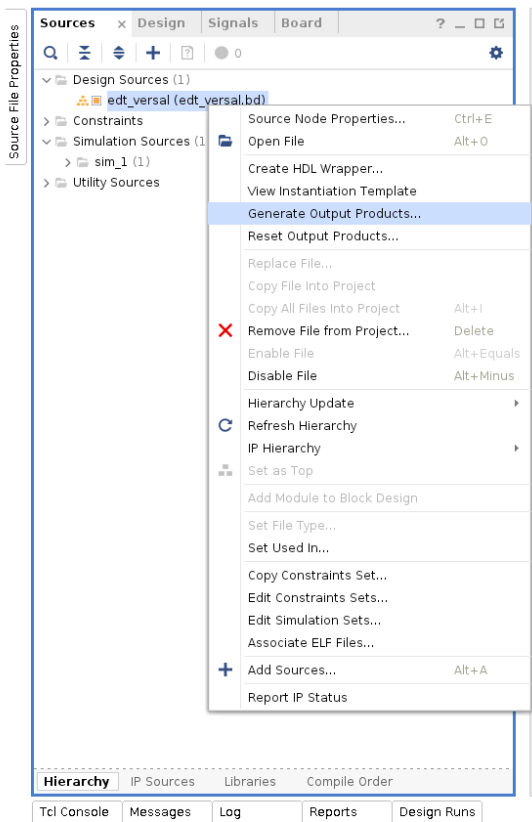 Source File Properties
Sources × Design Signals Board ? _
0
Design Sources (1)
edt_versal (edt_versal.bd)
Constraints
Simulation Sources (1
sim_1 (1)
Utility Sources
Source Node Properties... Ctrl+E
Open File Alt+O
Create HDL Wrapper...
View Instantiation Template
Generate Output Products...
Reset Output Products...
Replace File...
Copy File Into Project
Copy All Files Into Project Alt+I
Remove File from Project... Delete
Enable File Alt+Equals
Disable File Alt+Minus
Hierarchy Update
Refresh Hierarchy
IP Hierarchy
Set as Top
Add Module to Block Design
Set File Type...
Set Used In...
Copy Constraints Set...
Edit Constraints Sets...
Edit Simulation Sets...
Associate ELF Files...
Add Sources... Alt+A
Report IP Status
Hierarchy IP Sources Libraries Compile Order
Tcl Console Messages Log Reports Design Runs